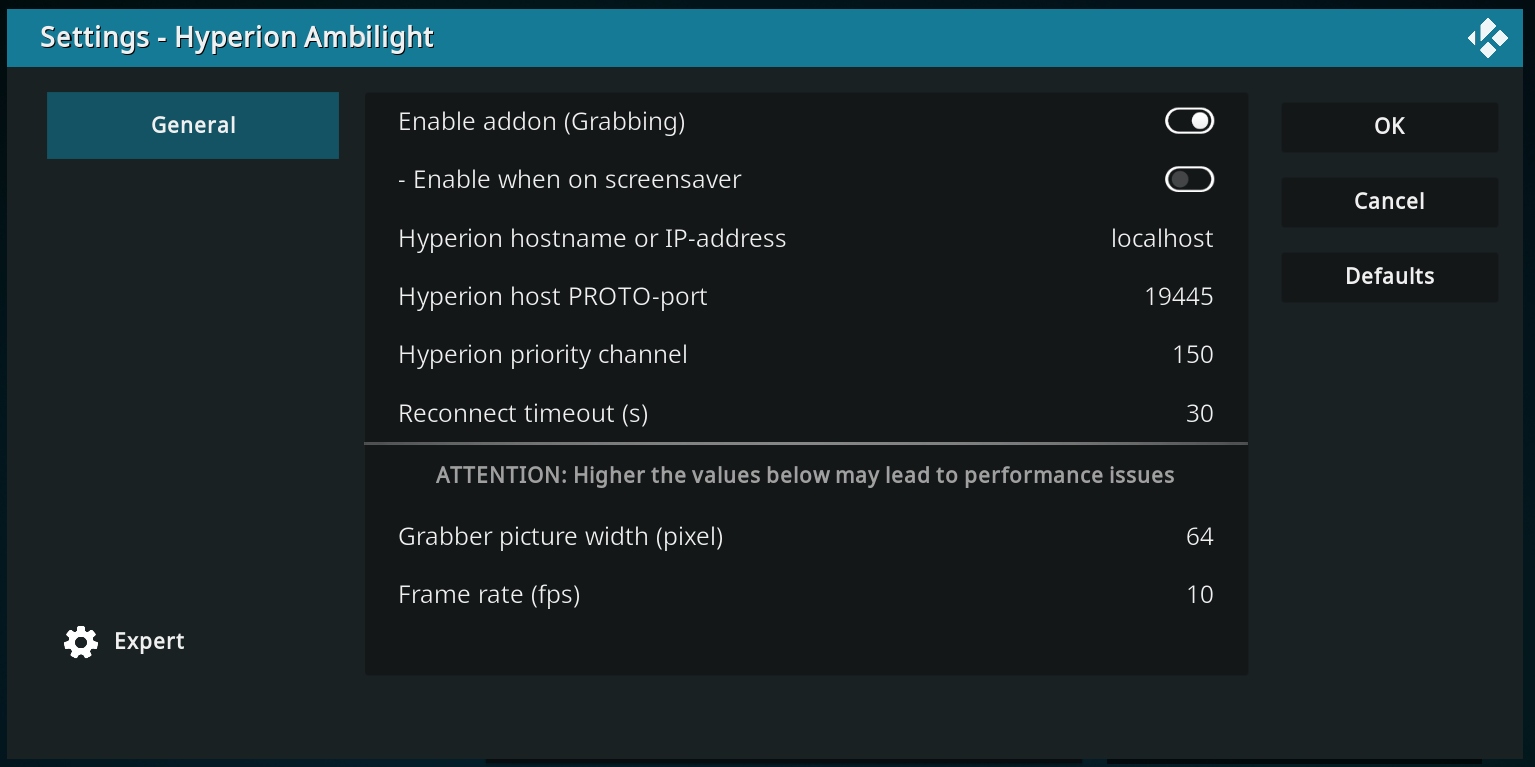 Settings - Hyperion Ambilight
General
Enable addon (Grabbing)
- Enable when on screensaver
Hyperion hostname or IP-address localhost
Hyperion host PROTO-port 19445
Hyperion priority channel 150
Reconnect timeout (s) 30
ATTENTION: Higher the values below may lead to performance issues
Grabber picture width (pixel) 64
Frame rate (fps) 10
Expert
OK
Cancel
Defaults